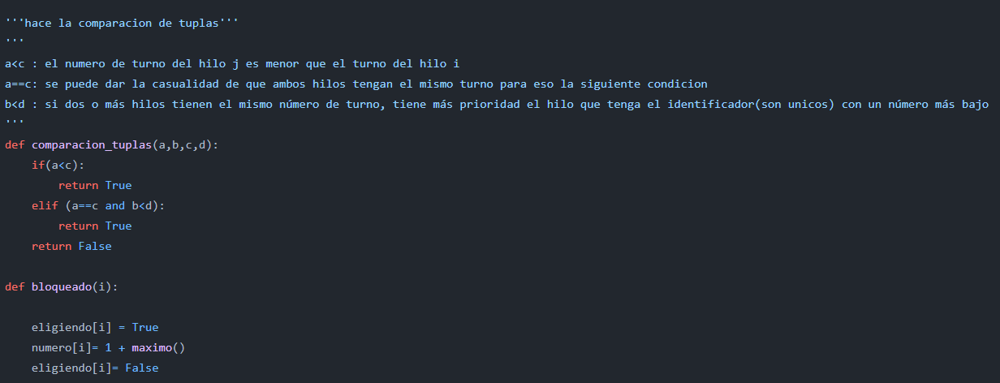 '''hace la comparacion de tuplas'''
'''
a<c : el numero de turno del hilo j es menor que el turno del hilo i
a==c: se puede dar la casualidad de que ambos hilos tengan el mismo turno para eso la siguiente condicion
b<d : si dos o más hilos tienen el mismo número de turno, tiene más prioridad el hilo que tenga el identificador(son unicos) con un número más bajo
'''
def comparacion_tuplas(a,b,c,d):
    if(a<c):
        return True
    elif (a==c and b<d):
        return True
    return False

def bloqueado(i):

    eligiendo[i] = True
    numero[i]= 1 + maximo()
    eligiendo[i]= False